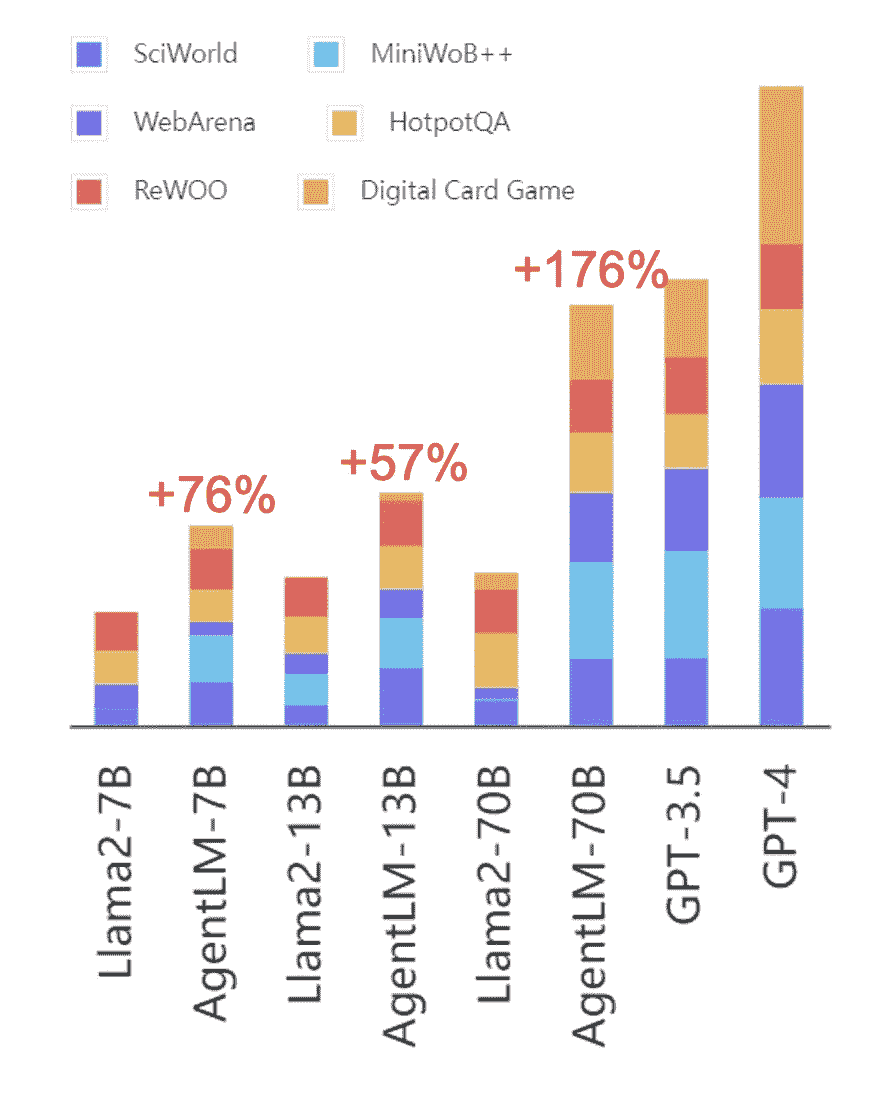 SciWorld MiniWoB++
WebArena HotpotQA
ReWOO Digital Card Game
+176%
+57%
+76%
Llama2-7B
AgentLM-7B
Llama2-13B
AgentLM-13B
Llama2-70B
AgentLM-70B
GPT-3.5
GPT-4